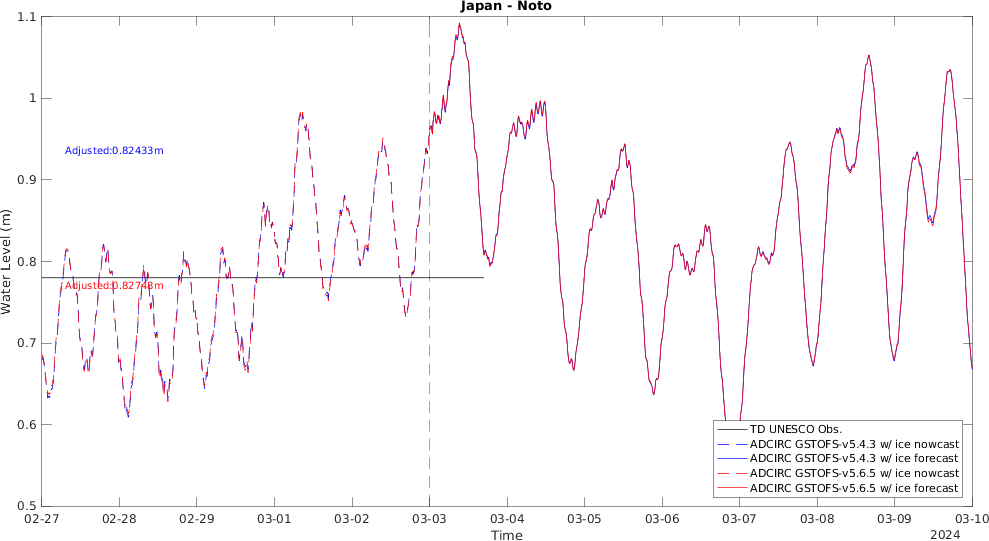 Japan - Noto
1.1
1
0.9
0.8
0.7
0.6
0.5
Water Level (m)
Adjusted:0.82433m
Adjusted:0.82748m
TD UNESCO Obs.
ADCIRC GSTOFS-v5.4.3 w/ ice nowcast
ADCIRC GSTOFS-v5.4.3 w/ ice forecast
ADCIRC GSTOFS-v5.6.5 w/ ice nowcast
ADCIRC GSTOFS-v5.6.5 w/ ice forecast
02-27 02-28 02-29 03-01 03-02 03-03 03-04 03-05 03-06 03-07 03-08 03-09 03-10
Time
2024